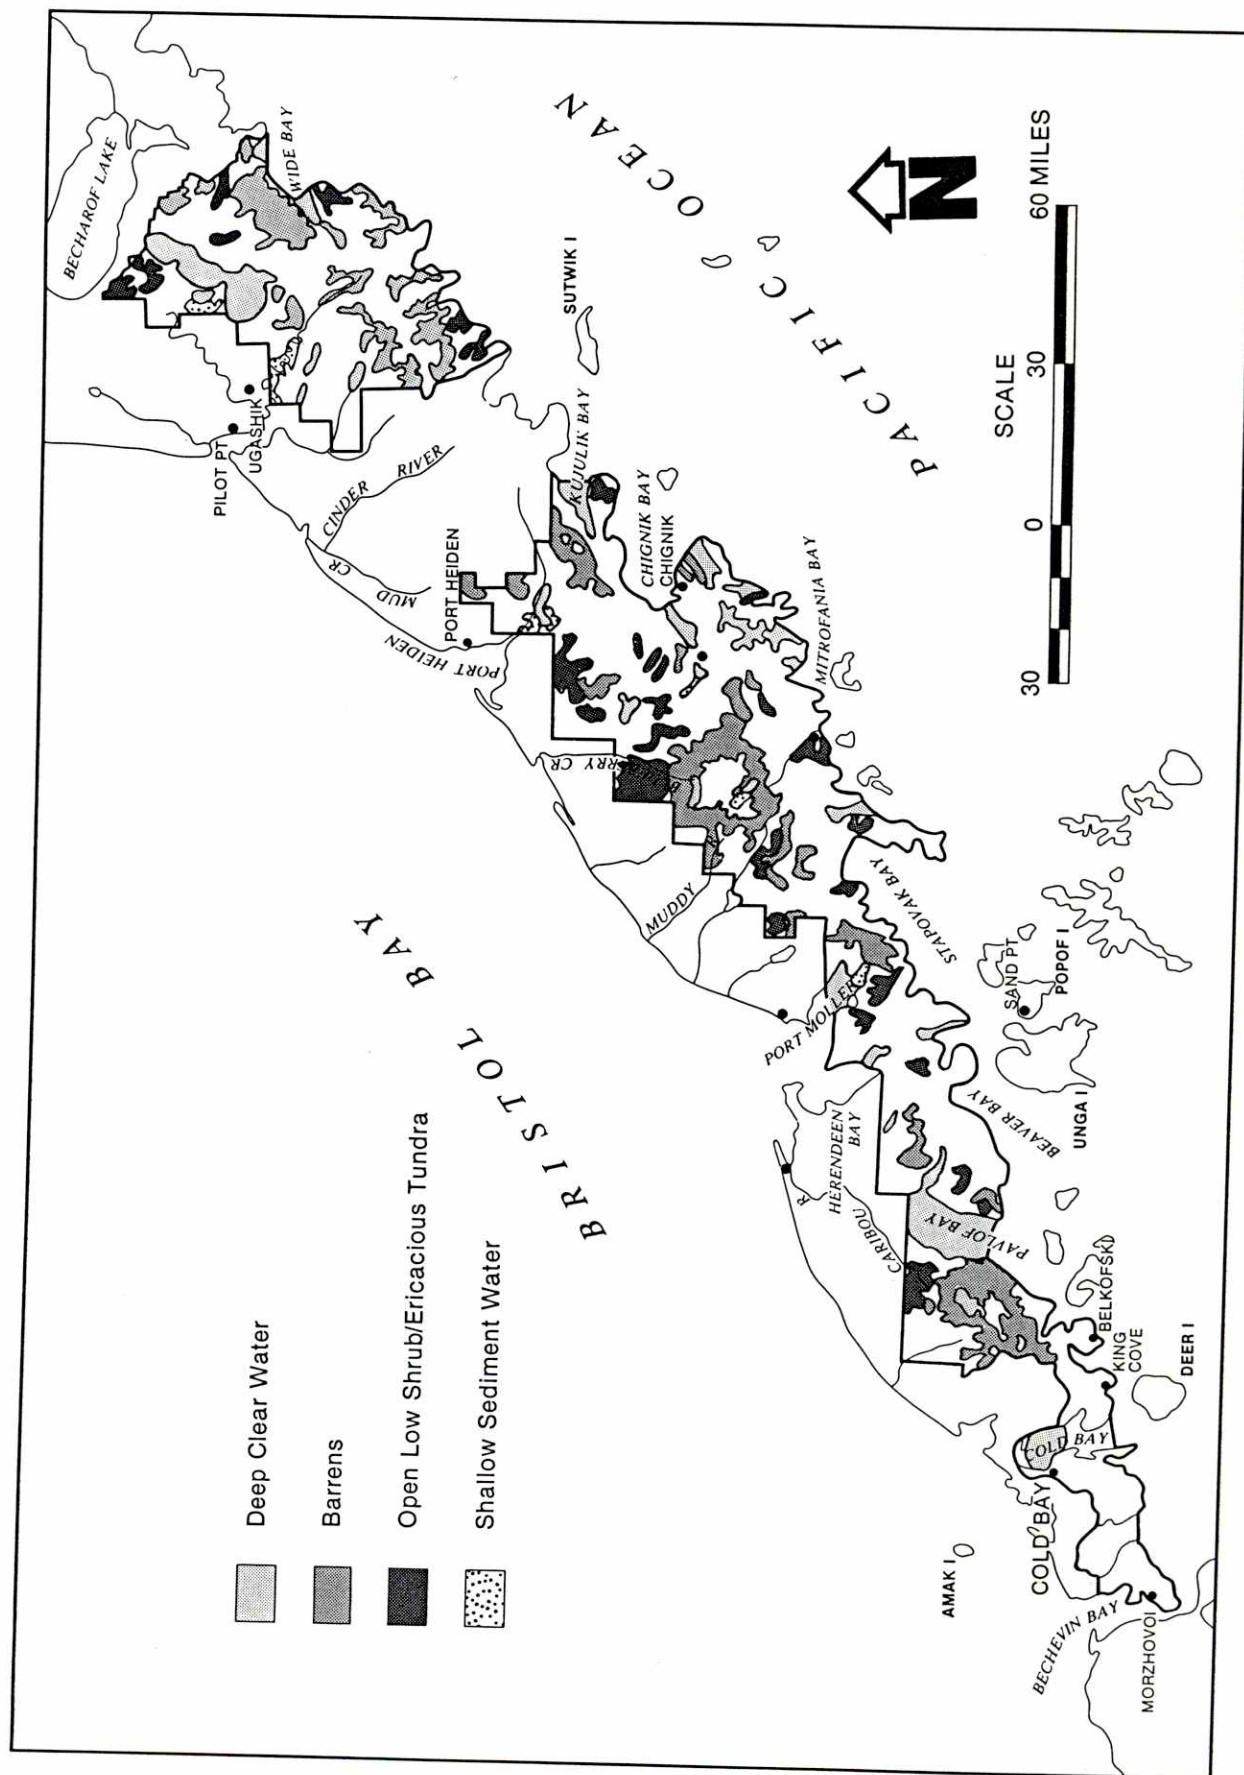 BECHAROF LAKE
WIDE BAY
PILOT PT
UGASHIK
CINDER RIVER
MUD CR
PORT HEIDEN
PORT HEIDEN
KUJULIK BAY
SUTWIK I
CHIGNIK BAY
CHIGNIK
MITROFANIA BAY
PACIFIC OCEAN
BRISTOL BAY
MUDDY
STAPOVAK BAY
PORT MOLLER
SAND PT
POPOF I
UNGA I
BEAVER BAY
HERENDEEN
BAY
CARIBOU R
PAVLOF BAY
BELKOFSKI
KING
COVE
DEER I
COLD BAY
COLD BAY
AMAK I
BECHEVIN BAY
MORZHOVOI
N
SCALE
30 0 30 60 MILES
Deep Clear Water
Barrens
Open Low Shrub/Ericacious Tundra
Shallow Sediment Water